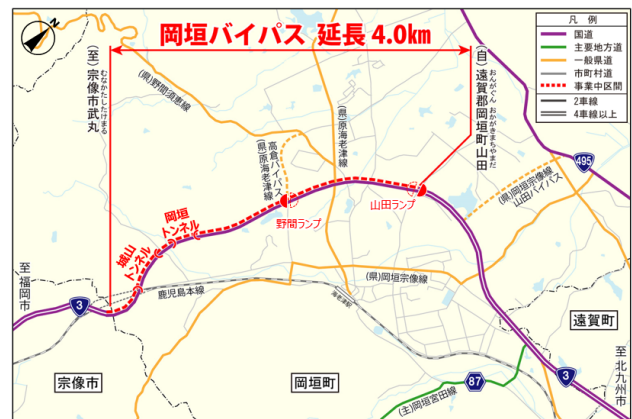 岡垣バイパス 延長 4.0km
凡 例
国道
主要地方道
一般県道
市町村道
事業中区間
2車線
4車線以上
(至) 宗像市武丸
むなかたしたけまる
(自) 遠賀郡岡垣町山田
おんがぐん おかがきまちやまだ
(県)野間須恵線
高倉バイパス
(県)原海老津線
(県)原海老津線
495
(県)岡垣宗像線
山田バイパス
野間ランプ
山田ランプ
岡垣
トンネル
城山
トンネル
至福岡市
3
鹿児島本線
(県)岡垣宗像線
海老津駅
遠賀町
宗像市
岡垣町
87
(主)岡垣宮田線
3
至北九州市